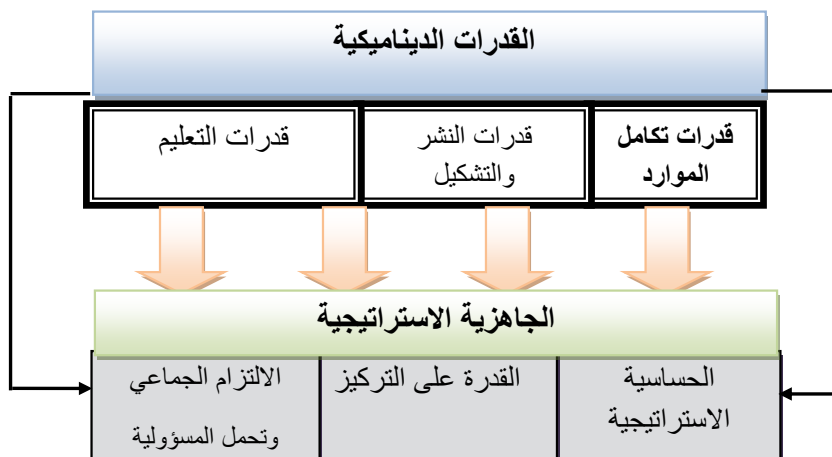 القدرات الديناميكية
قدرات تكامل
الموارد
قدرات النشر
والتشكيل
قدرات التعليم
الجاهزية الاستراتيجية
الحساسية
الاستراتيجية
القدرة على التركيز
الالتزام الجماعي
وتحمل المسؤولية